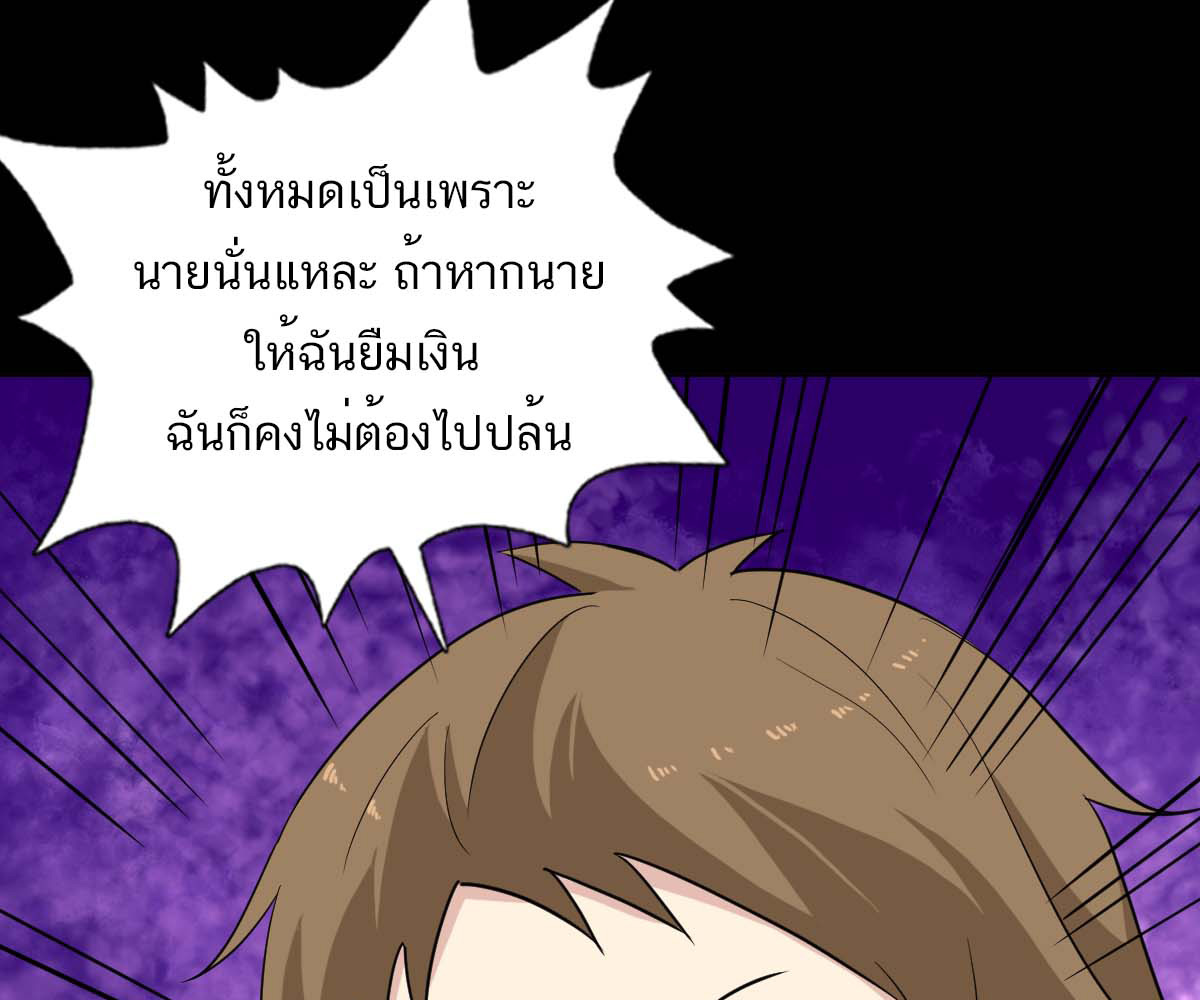 ทั้งหมดเป็นเพราะ
นายนั่นแหละ ถ้าหากนาย
ให้ฉันยืมเงิน
ฉันก็คงไม่ต้องไปปล้น